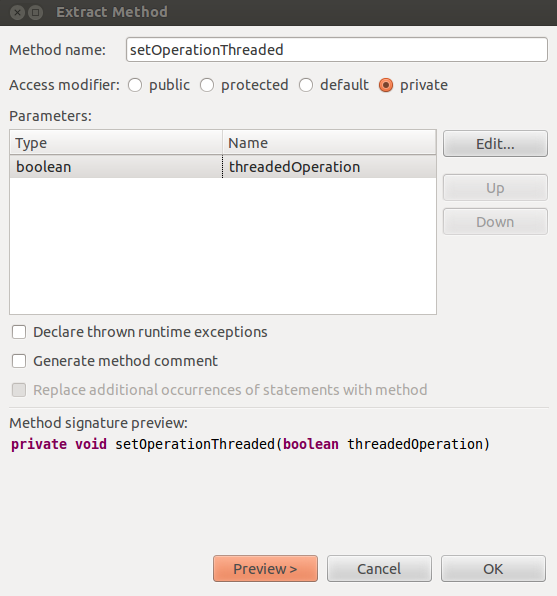 Extract Method
Method name: setOperationThreaded
Access modifier: public protected default private
Parameters:
Type Name
boolean threadedOperation
Edit...
Up
Down
Declare thrown runtime exceptions
Generate method comment
Replace additional occurrences of statements with method
Method signature preview:
private void setOperationThreaded(boolean threadedOperation)
Preview > Cancel OK